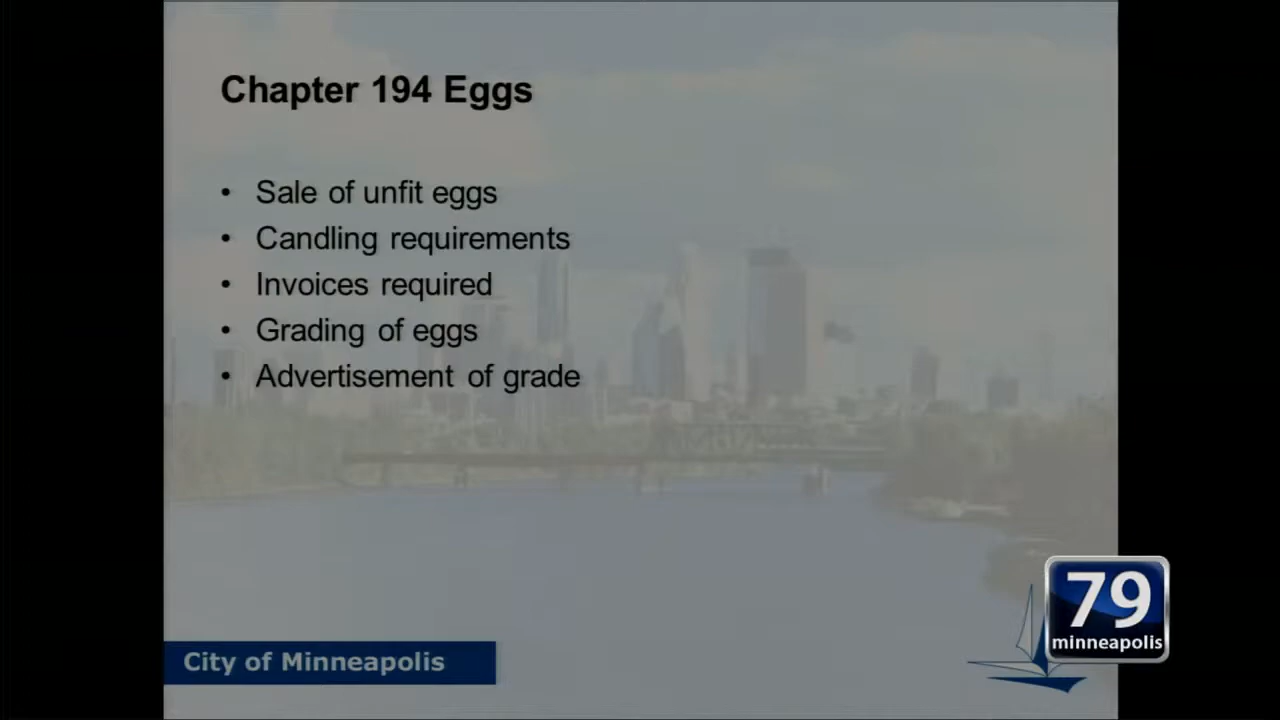 Chapter 194 Eggs
• Sale of unfit eggs
• Candling requirements
• Invoices required
• Grading of eggs
• Advertisement of grade
City of Minneapolis
79
minneapolis